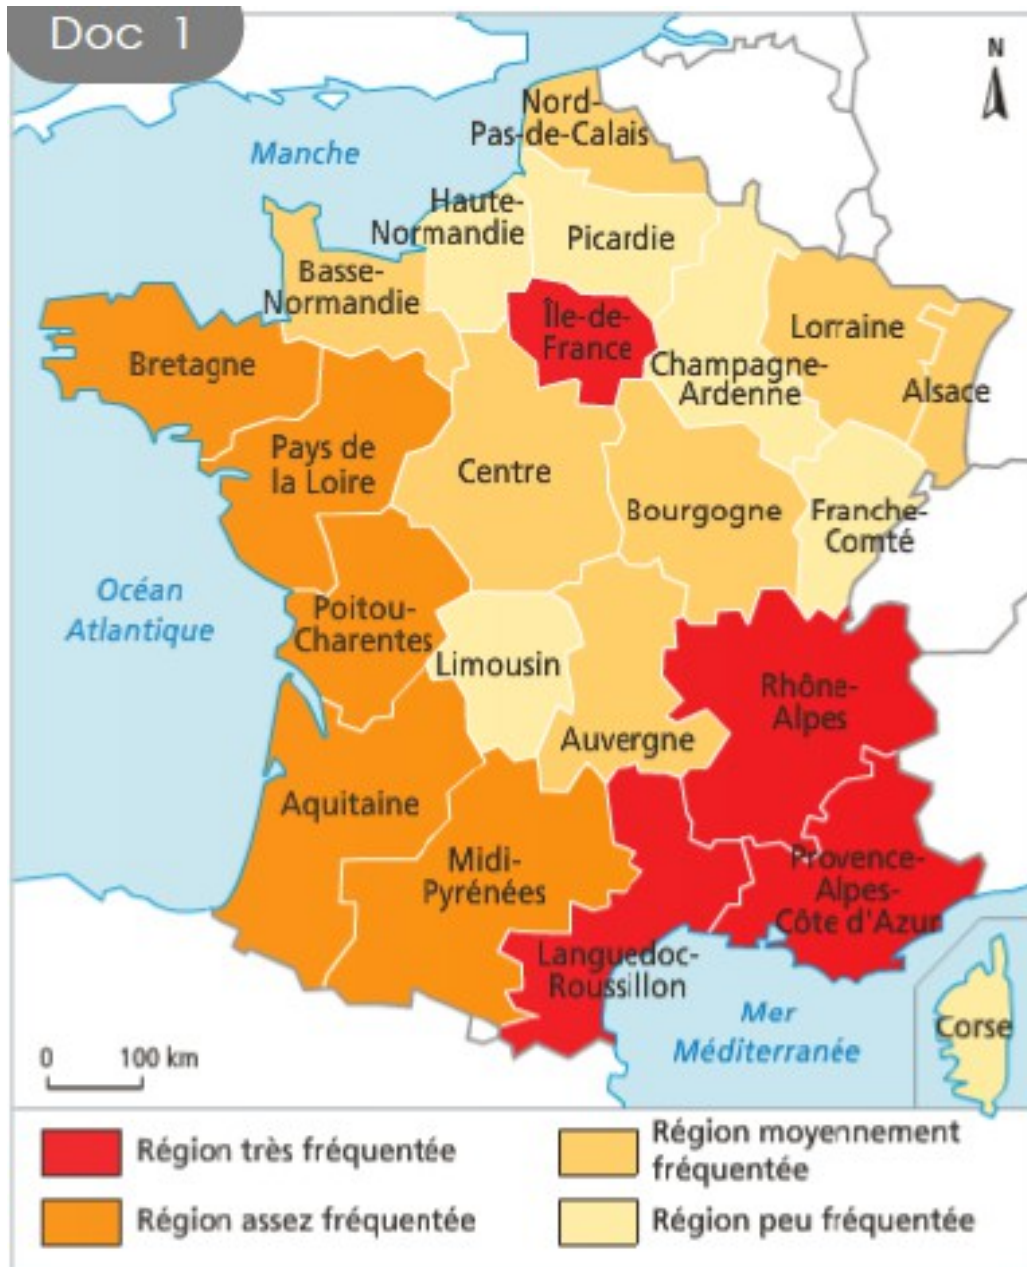 Doc 1
N
Manche
Nord-
Pas-de-Calais
Haute-
Normandie
Picardie
Basse-
Normandie
Île-de-
France
Lorraine
Champagne-
Ardenne
Alsace
Bretagne
Pays de
la Loire
Centre
Bourgogne
Franche-
Comté
Océan
Atlantique
Poitou-
Charentes
Limousin
Rhône-
Alpes
Auvergne
Aquitaine
Midi-
Pyrénées
Provence-
Alpes-
Côte d'Azur
Languedoc-
Roussillon
Mer
Méditerranée
Corse
0 100 km
Région très fréquentée
Région assez fréquentée
Région moyennement
fréquentée
Région peu fréquentée